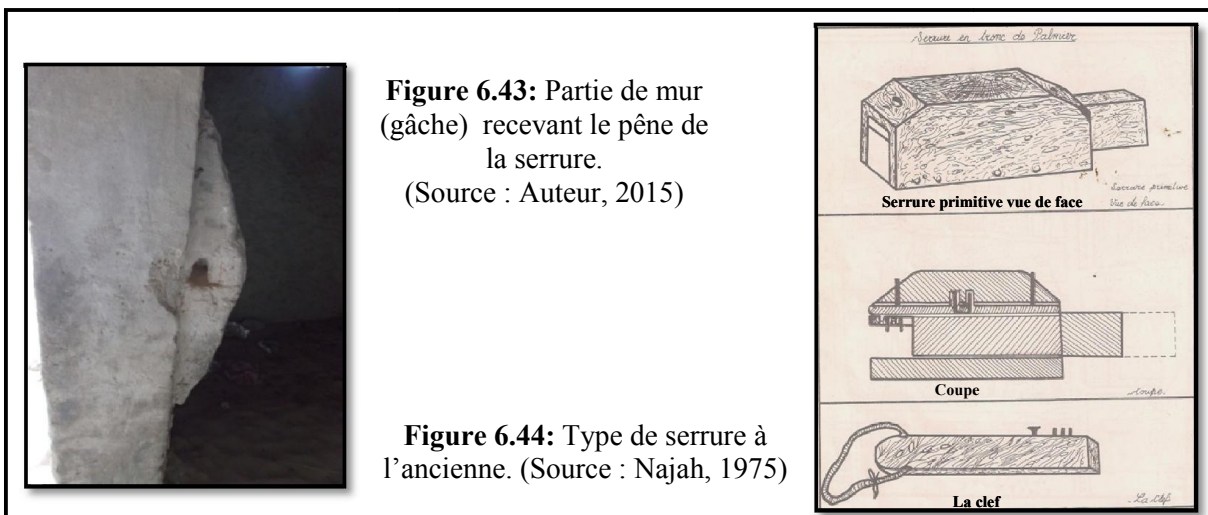 Figure 6.43: Partie de mur
(gâche) recevant le pêne de
la serrure.
(Source : Auteur, 2015)
Figure 6.44: Type de serrure à
l’ancienne. (Source : Najah, 1975)
Serrure en tronc de Palmier
Serrure primitive
Vue de face.
Serrure primitive vue de face
Coupe
Coupe.
La clef
La clef